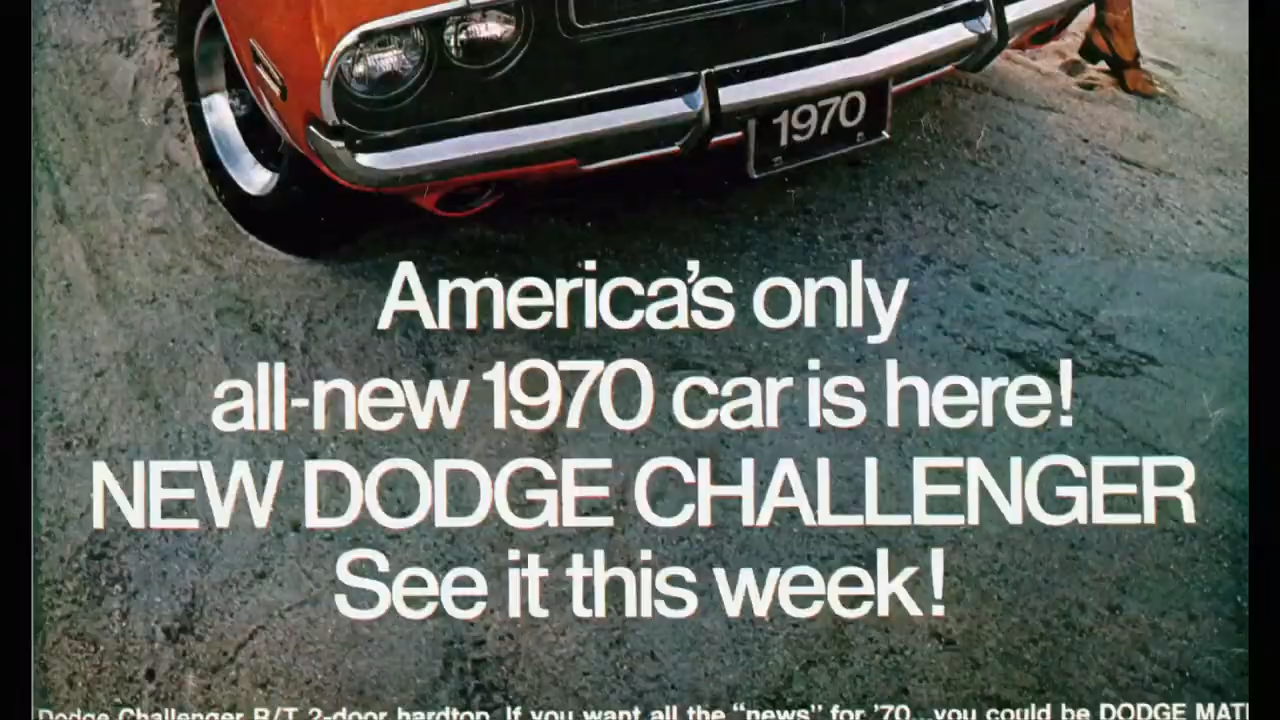 1970
America's only
all-new 1970 car is here!
NEW DODGE CHALLENGER
See it this week!
Dodge Challenger R/T 2-door hardtop. If you want all the "news" for '70...you could be DODGE